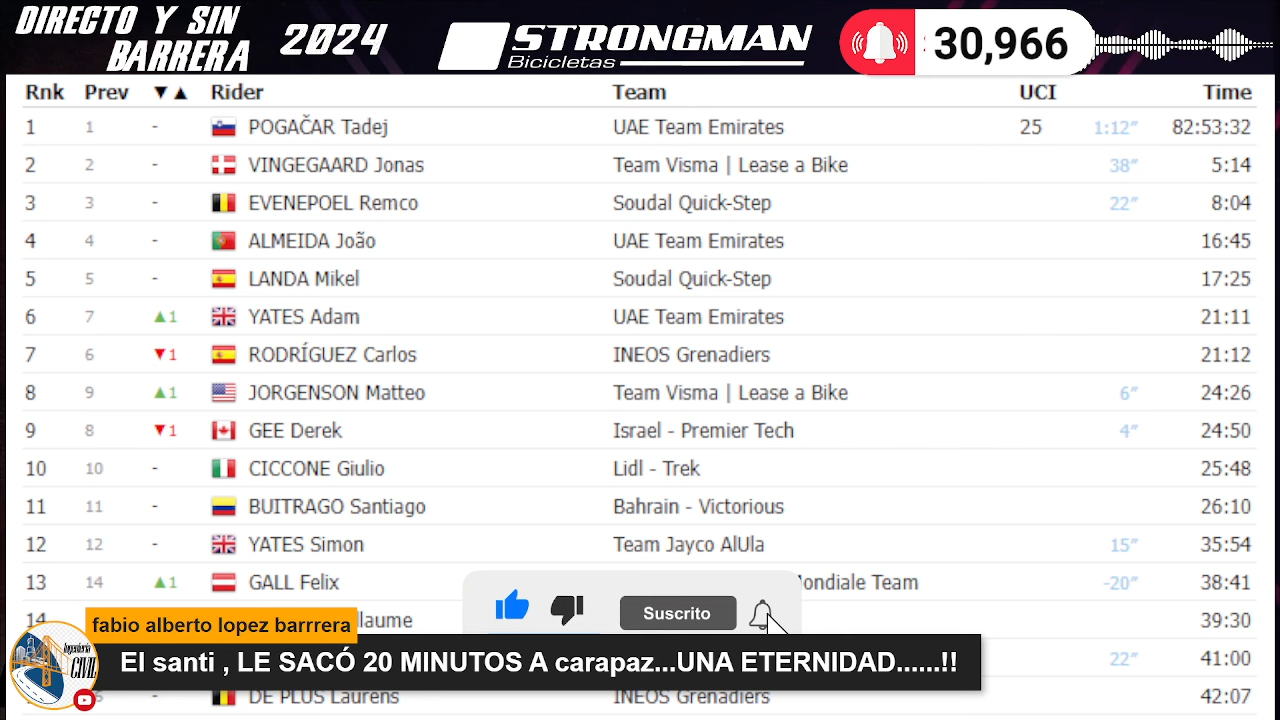 DIRECTO Y SIN BARRERA 2024
STRONGMAN
Bicicletas
30,966
Rnk Prev ▼▲ Rider Team UCI Time
1 1 - POGAČAR Tadej UAE Team Emirates 25 1:12″ 82:53:32
2 2 - VINGEGAARD Jonas Team Visma | Lease a Bike 38″ 5:14
3 3 - EVENEPOEL Remco Soudal Quick-Step 22″ 8:04
4 4 - ALMEIDA João UAE Team Emirates 16:45
5 5 - LANDA Mikel Soudal Quick-Step 17:25
6 7 ▲1 YATES Adam UAE Team Emirates 21:11
7 6 ▼1 RODRÍGUEZ Carlos INEOS Grenadiers 21:12
8 9 ▲1 JORGENSON Matteo Team Visma | Lease a Bike 6″ 24:26
9 8 ▼1 GEE Derek Israel - Premier Tech 4″ 24:50
10 10 - CICCONE Giulio Lidl - Trek 25:48
11 11 - BUITRAGO Santiago Bahrain - Victorious 26:10
12 12 - YATES Simon Team Jayco AlUla 15″ 35:54
13 14 ▲1 GALL Felix Mondiale Team -20″ 38:41
Suscrito
14 39:30
fabio alberto lopez barrrera
Ingeniería CIVIL
El santi , LE SACÓ 20 MINUTOS A carapaz...UNA ETERNIDAD......!!
22″ 41:00
- DE PLUS Laurens INEOS Grenadiers 42:07